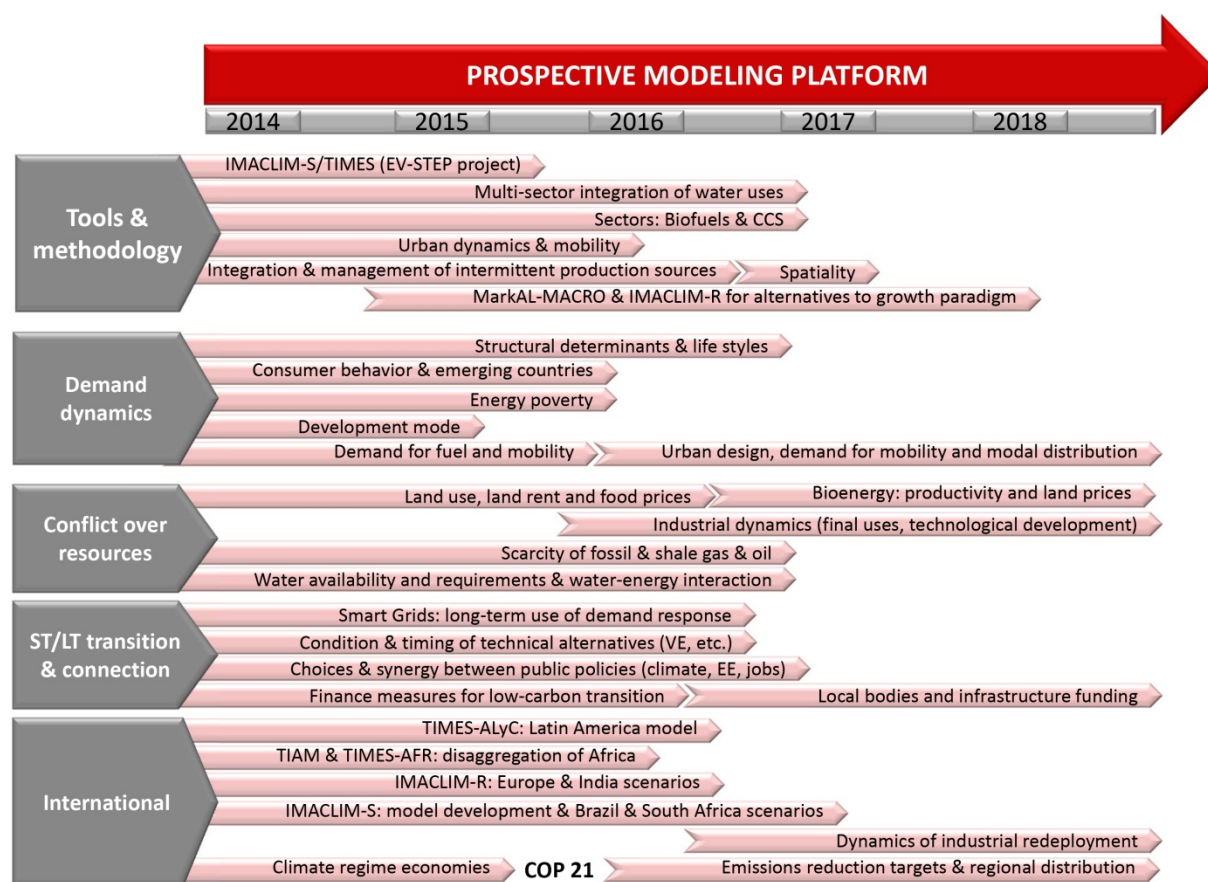 PROSPECTIVE MODELING PLATFORM
2014 2015 2016 2017 2018
Tools &
methodology
IMACLIM-S/TIMES (EV-STEP project)
Multi-sector integration of water uses
Sectors: Biofuels & CCS
Urban dynamics & mobility
Integration & management of intermittent production sources
Spatiality
MarkAL-MACRO & IMACLIM-R for alternatives to growth paradigm
Demand
dynamics
Structural determinants & life styles
Consumer behavior & emerging countries
Energy poverty
Development mode
Demand for fuel and mobility
Urban design, demand for mobility and modal distribution
Conflict over
resources
Land use, land rent and food prices
Bioenergy: productivity and land prices
Industrial dynamics (final uses, technological development)
Scarcity of fossil & shale gas & oil
Water availability and requirements & water-energy interaction
ST/LT transition
& connection
Smart Grids: long-term use of demand response
Condition & timing of technical alternatives (VE, etc.)
Choices & synergy between public policies (climate, EE, jobs)
Finance measures for low-carbon transition
Local bodies and infrastructure funding
International
TIMES-ALyC: Latin America model
TIAM & TIMES-AFR: disaggregation of Africa
IMACLIM-R: Europe & India scenarios
IMACLIM-S: model development & Brazil & South Africa scenarios
Dynamics of industrial redeployment
Climate regime economies
COP 21
Emissions reduction targets & regional distribution